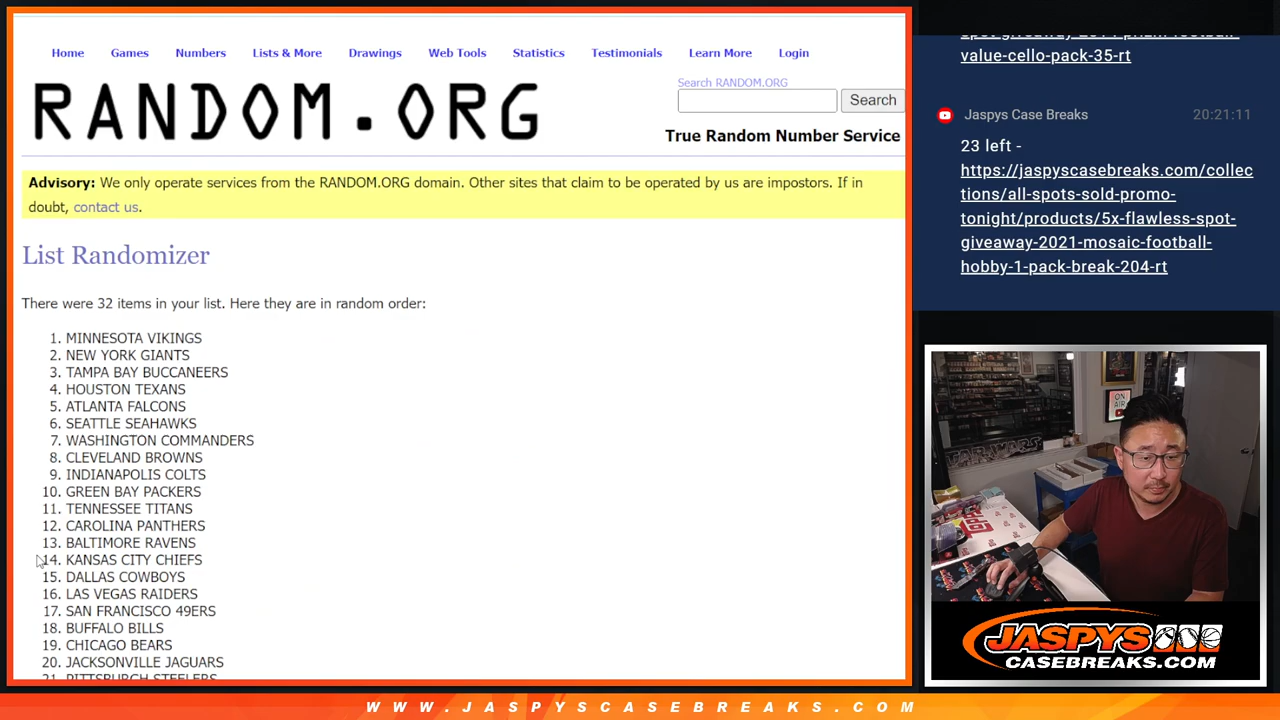 Home Games Numbers Lists & More Drawings Web Tools Statistics Testimonials Learn More Login
RANDOM.ORG
Search RANDOM.ORG
Search
True Random Number Service
Advisory: We only operate services from the RANDOM.ORG domain. Other sites that claim to be operated by us are impostors. If in
doubt, contact us.
List Randomizer
There were 32 items in your list. Here they are in random order:
1. MINNESOTA VIKINGS
2. NEW YORK GIANTS
3. TAMPA BAY BUCCANEERS
4. HOUSTON TEXANS
5. ATLANTA FALCONS
6. SEATTLE SEAHAWKS
7. WASHINGTON COMMANDERS
8. CLEVELAND BROWNS
9. INDIANAPOLIS COLTS
10. GREEN BAY PACKERS
11. TENNESSEE TITANS
12. CAROLINA PANTHERS
13. BALTIMORE RAVENS
14. KANSAS CITY CHIEFS
15. DALLAS COWBOYS
16. LAS VEGAS RAIDERS
17. SAN FRANCISCO 49ERS
18. BUFFALO BILLS
19. CHICAGO BEARS
20. JACKSONVILLE JAGUARS
21. PITTSBURGH STEELERS
value-cello-pack-35-rt
Jaspys Case Breaks 20:21:11
23 left -
https://jaspyscasebreaks.com/collec
tions/all-spots-sold-promo-
tonight/products/5x-flawless-spot-
giveaway-2021-mosaic-football-
hobby-1-pack-break-204-rt
ON
AIR
STAR WARS
JASPYS
CASEBREAKS.COM
WWW.JASPYSCASEBREAKS.COM